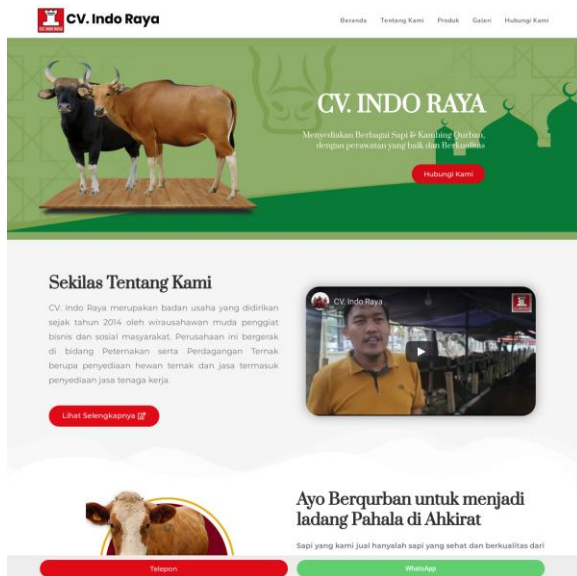 CV. Indo Raya
Beranda Tentang Kami Produk Galeri Hubungi Kami
CV. INDO RAYA
Menyediakan Berbagai Sapi & Kambing Qurban,
dengan perawatan yang baik dan Berkualitas
Hubungi Kami
Sekilas Tentang Kami
CV. Indo Raya merupakan badan usaha yang didirikan
sejak tahun 2014 oleh wirausahawan muda penggiat
bisnis dan sosial masyarakat. Perusahaan ini bergerak
di bidang Peternakan serta Perdagangan Ternak
berupa penyediaan hewan ternak dan jasa termasuk
penyediaan jasa tenaga kerja.
Lihat Selengkapnya
CV. Indo Raya
Ayo Berqurban untuk menjadi
ladang Pahala di Ahkirat
Sapi yang kami jual hanyalah sapi yang sehat dan berkualitas dari
Telepon
WhatsApp